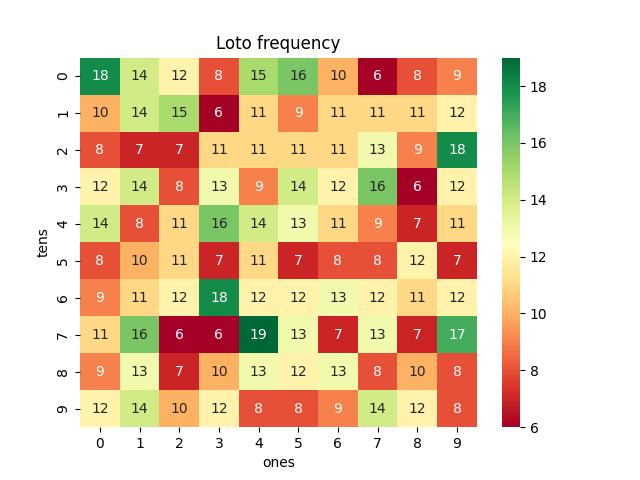 Loto frequency
0 18 14 12 8 15 16 10 6 8 9
1 10 14 15 6 11 9 11 11 11 12
2 8 7 7 11 11 11 11 13 9 18
3 12 14 8 13 9 14 12 16 6 12
4 14 8 11 16 14 13 11 9 7 11
5 8 10 11 7 11 7 8 8 12 7
6 9 11 12 18 12 12 13 12 11 12
7 11 16 6 6 19 13 7 13 7 17
8 9 13 7 10 13 12 13 8 10 8
9 12 14 10 12 8 8 9 14 12 8
0 1 2 3 4 5 6 7 8 9
tens
ones
18
16
14
12
10
8
6